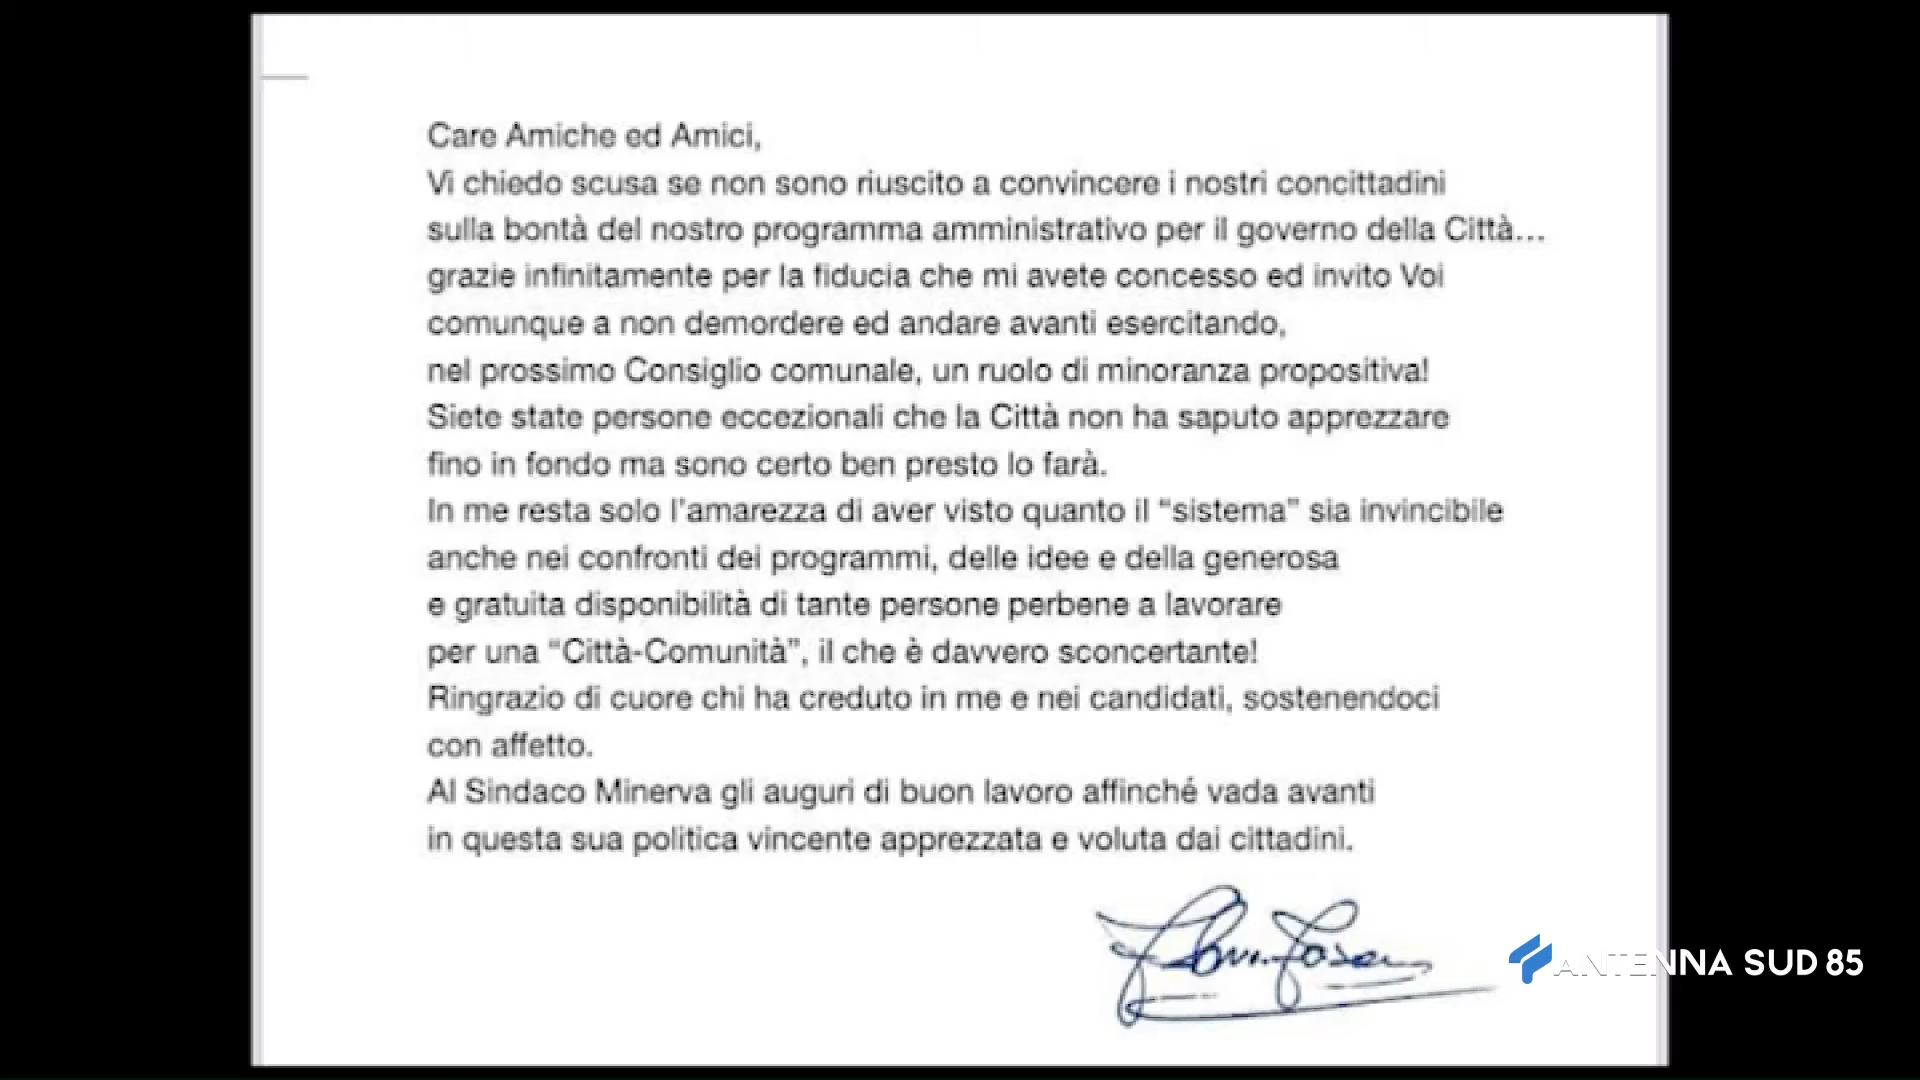 Care Amiche ed Amici,
Vi chiedo scusa se non sono riuscito a convincere i nostri concittadini
sulla bontà del nostro programma amministrativo per il governo della Città...
grazie infinitamente per la fiducia che mi avete concesso ed invito Voi
comunque a non demordere ed andare avanti esercitando,
nel prossimo Consiglio comunale, un ruolo di minoranza propositiva!
Siete state persone eccezionali che la Città non ha saputo apprezzare
fino in fondo ma sono certo ben presto lo farà.
In me resta solo l'amarezza di aver visto quanto il “sistema” sia invincibile
anche nei confronti dei programmi, delle idee e della generosa
e gratuita disponibilità di tante persone perbene a lavorare
per una “Città-Comunità”, il che è davvero sconcertante!
Ringrazio di cuore chi ha creduto in me e nei candidati, sostenendoci
con affetto.
Al Sindaco Minerva gli auguri di buon lavoro affinché vada avanti
in questa sua politica vincente apprezzata e voluta dai cittadini.
ANTENNA SUD 85